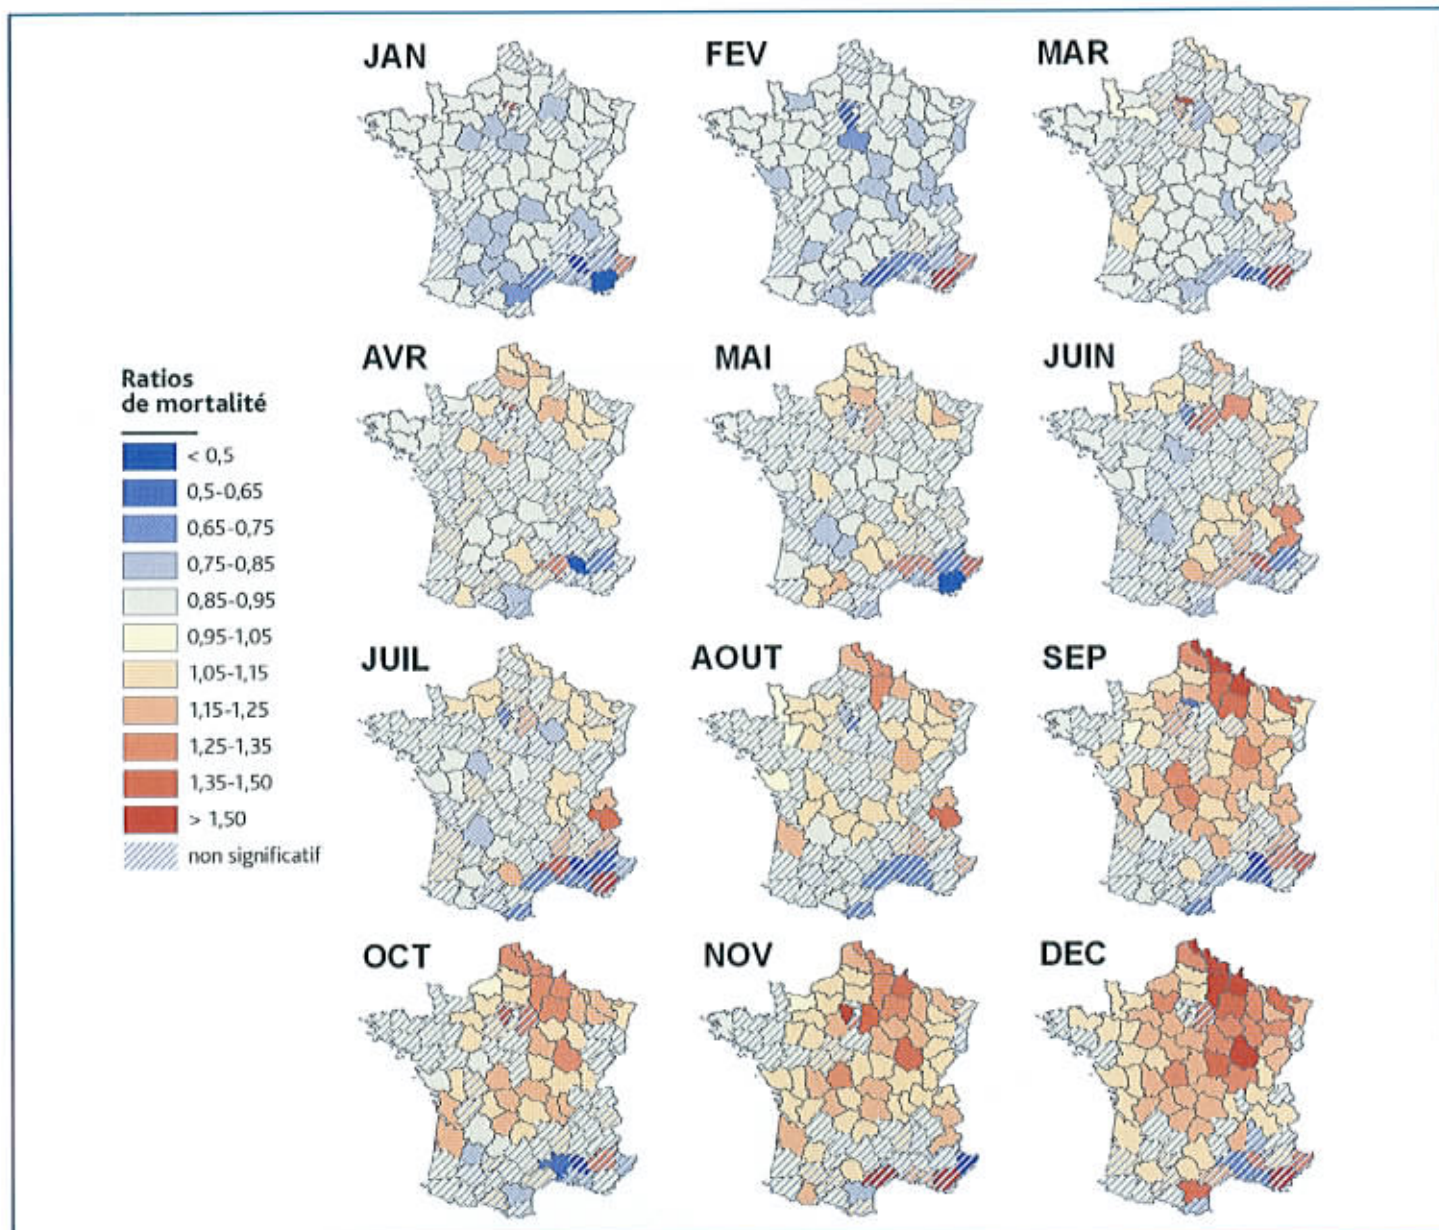 JAN
FEV
MAR
AVR
MAI
JUIN
Ratios
de mortalité
< 0,5
0,5-0,65
0,65-0,75
0,75-0,85
0,85-0,95
0,95-1,05
1,05-1,15
1,15-1,25
1,25-1,35
1,35-1,50
> 1,50
non significatif
JUIL
AOUT
SEP
OCT
NOV
DEC